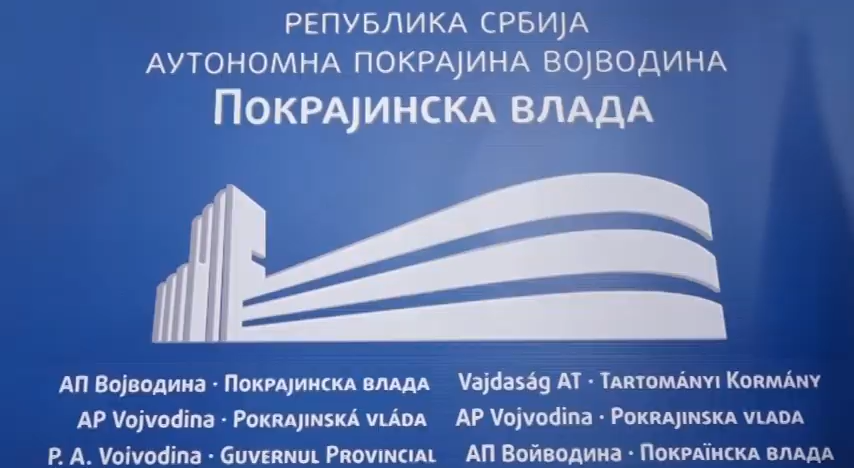 РЕПУБЛИКА СРБИЈА
АУТОНОМНА ПОКРАЈИНА ВОЈВОДИНА
ПОКРАЈИНСКА ВЛАДА
АП Војводина · ПОКРАЈИНСКА ВЛАДА
Vajdaság AT · TARTOMÁNYI KORMÁNY
AP Vojvodina · POKRAJINSKÁ VLÁDA
AP Vojvodina · POKRAJINSKA VLADA
P. A. Voivodina · GUVERNUL PROVINCIAL
АП Войводина · ПОКРАЇНСКА ВЛАДА